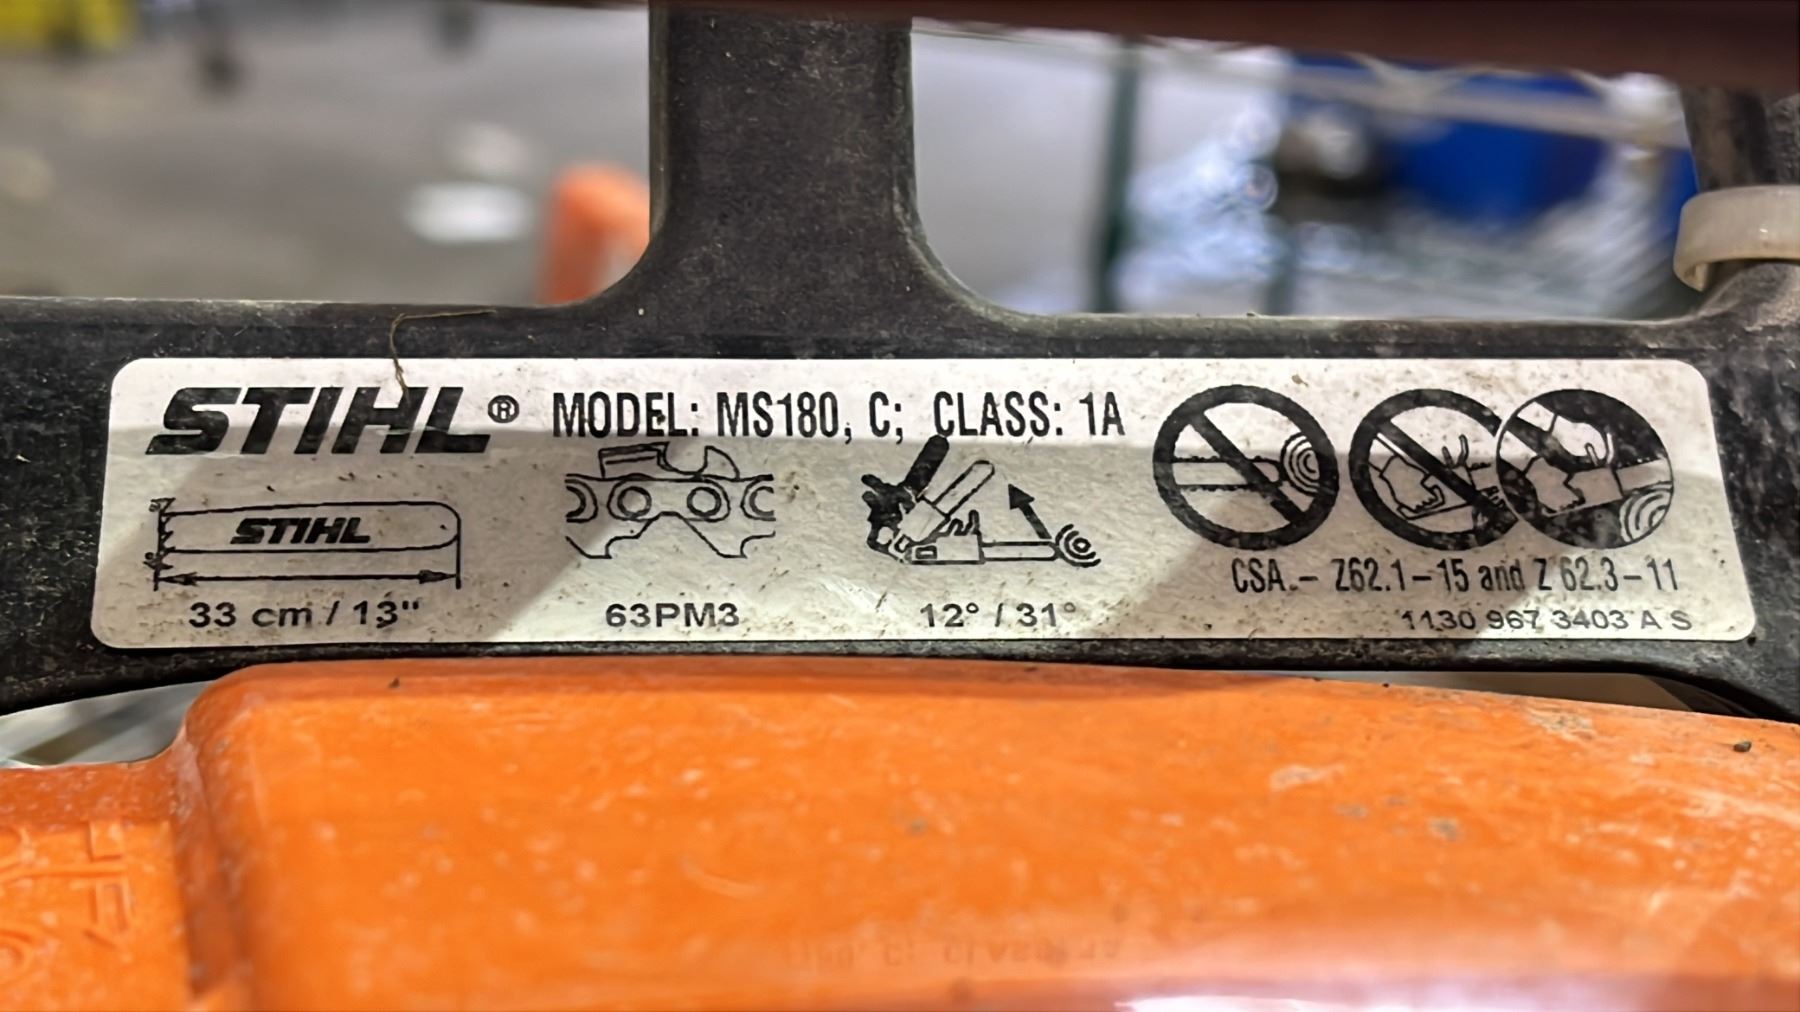 STIHL® MODEL: MS180, C; CLASS: 1A
STIHL
33 cm / 13"
63PM3
12° / 31°
CSA.- Z62.1-15 and Z 62.3-11
1130 967 3403 A S